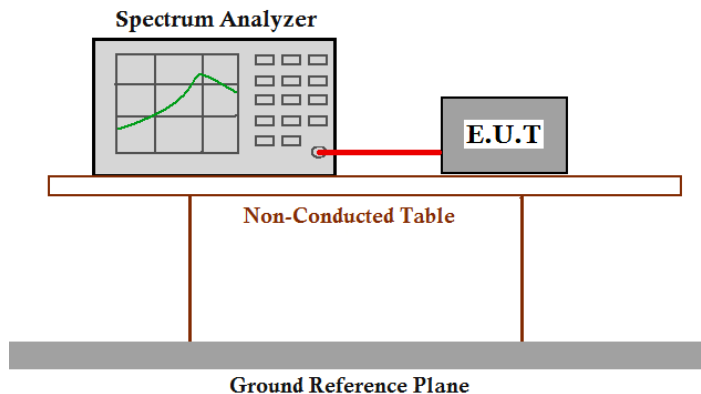 Spectrum Analyzer
E.U.T
Non-Conducted Table
Ground Reference Plane